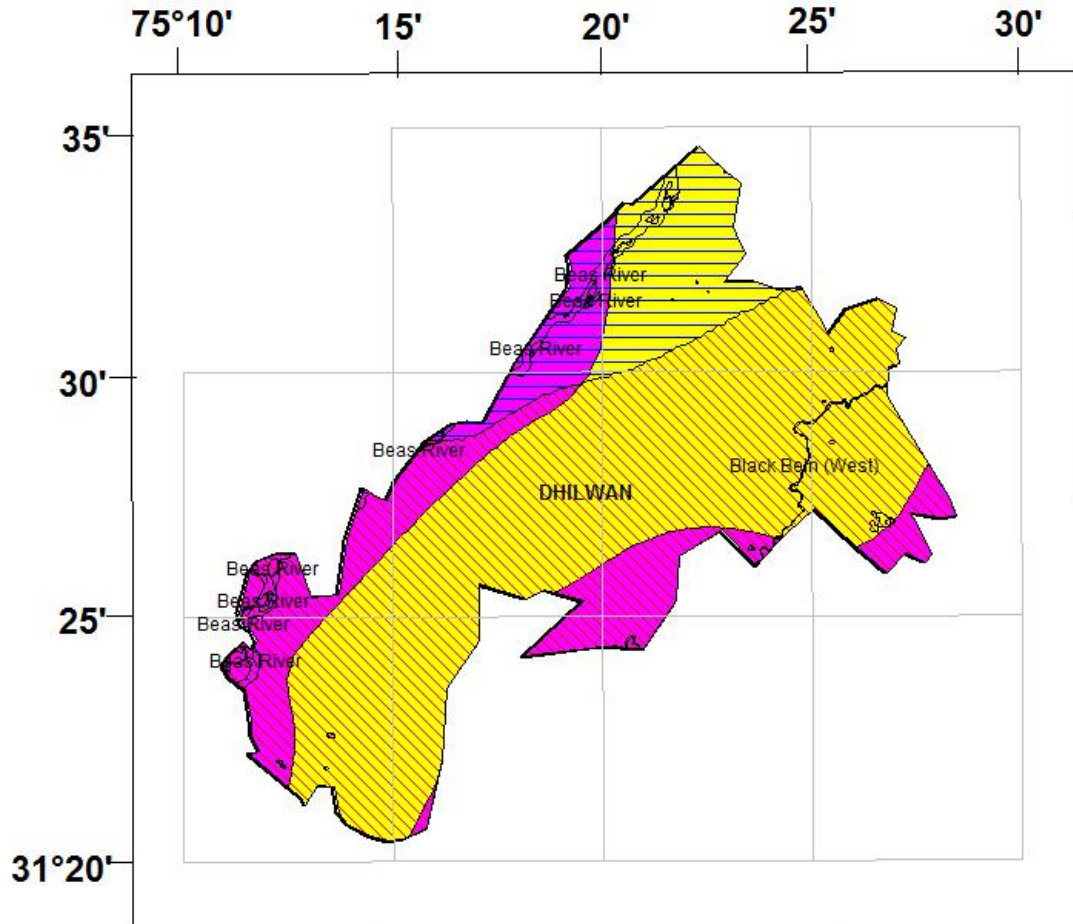 75°10' 15' 20' 25' 30'
35'
Beas River
Beas River
Beas River
30'
Beas River
Black Bein (West)
DHILWAN
Beas River
Beas River
25'
Beas River
Beas River
31°20'